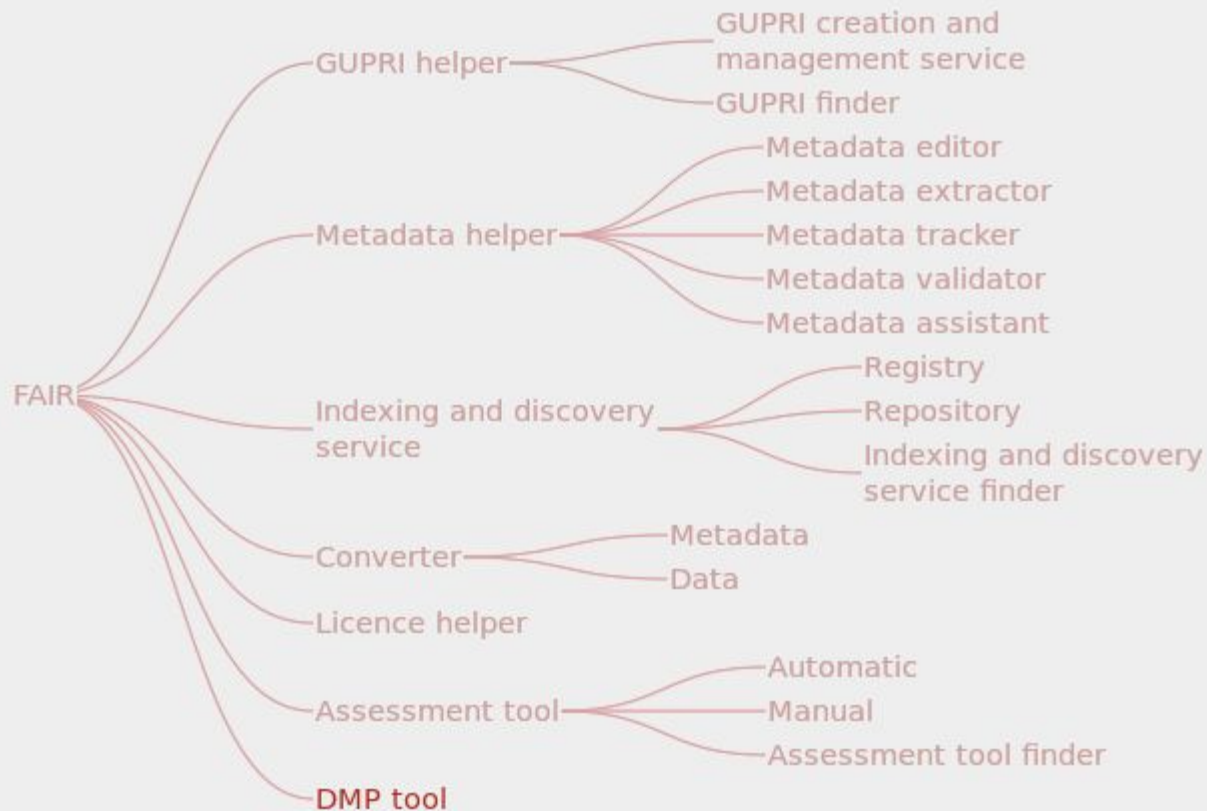 FAIR
GUPRI helper
GUPRI creation and
management service
GUPRI finder
Metadata helper
Metadata editor
Metadata extractor
Metadata tracker
Metadata validator
Metadata assistant
Indexing and discovery
service
Registry
Repository
Indexing and discovery
service finder
Converter
Metadata
Data
Licence helper
Assessment tool
Automatic
Manual
Assessment tool finder
DMP tool